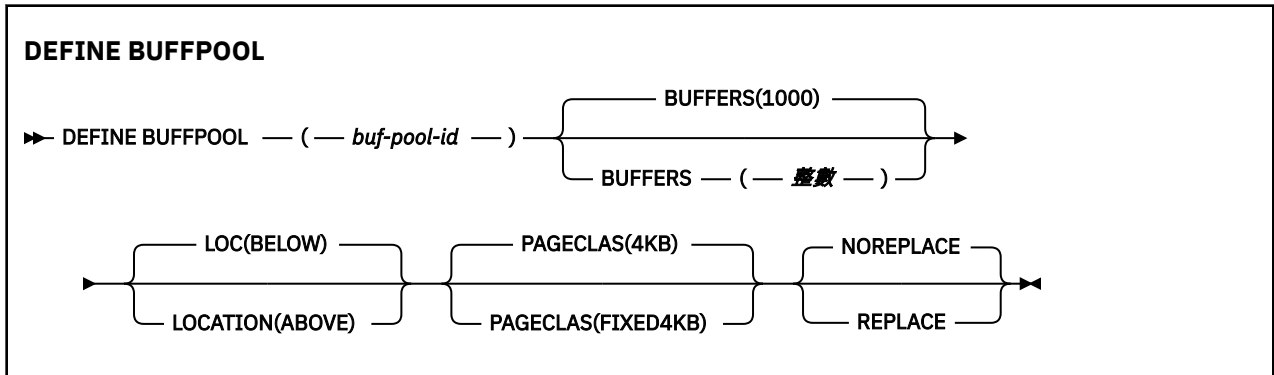 DEFINE BUFFPOOL
BUFFERS(1000)
DEFINE BUFFPOOL ( buf-pool-id )
BUFFERS ( 整數 )
LOC(BELOW) PAGECLAS(4KB) NOREPLACE
LOCATION(ABOVE) PAGECLAS(FIXED4KB) REPLACE